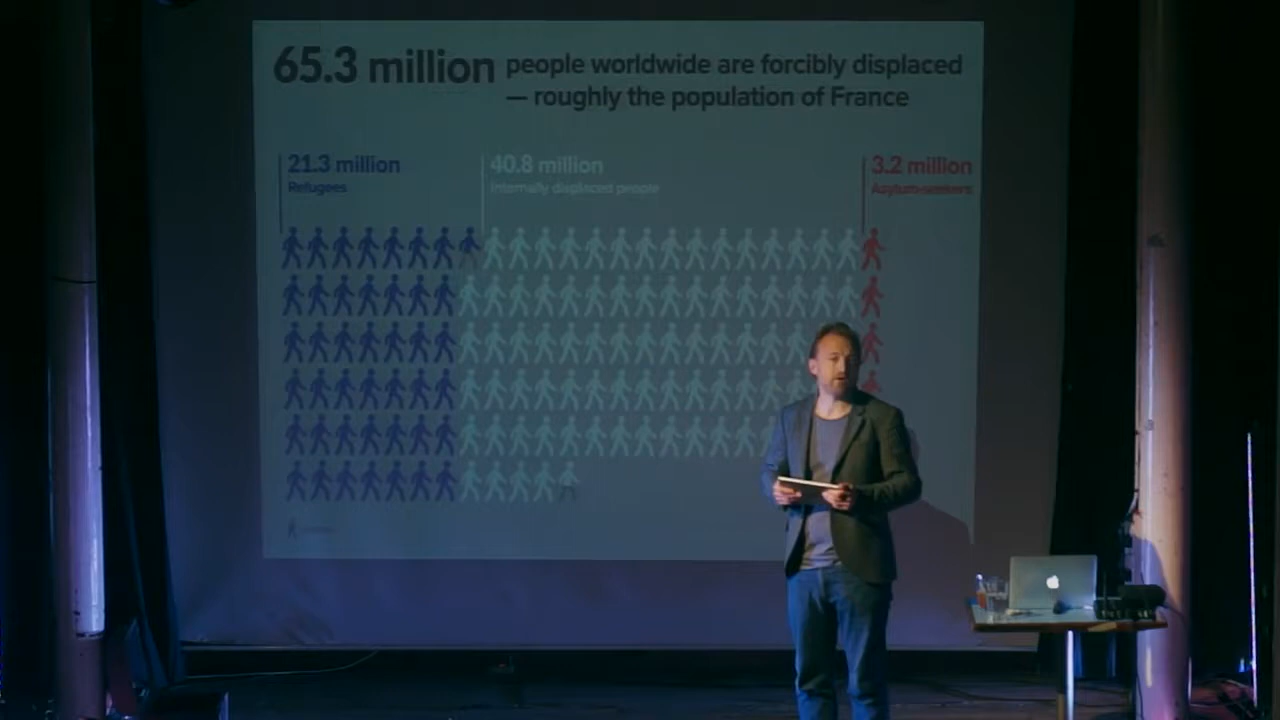 65.3 million people worldwide are forcibly displaced
— roughly the population of France
21.3 million
Refugees
40.8 million
Internally displaced people
3.2 million
Asylum-seekers